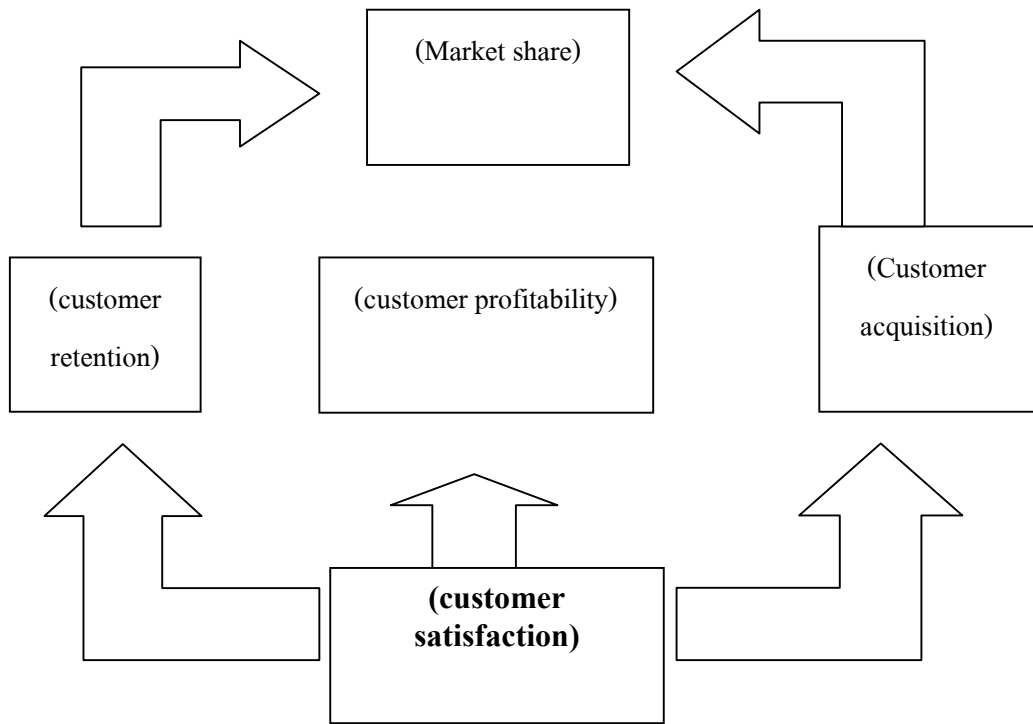 (Market share)
(customer
retention)
(customer profitability)
(Customer
acquisition)
(customer
satisfaction)